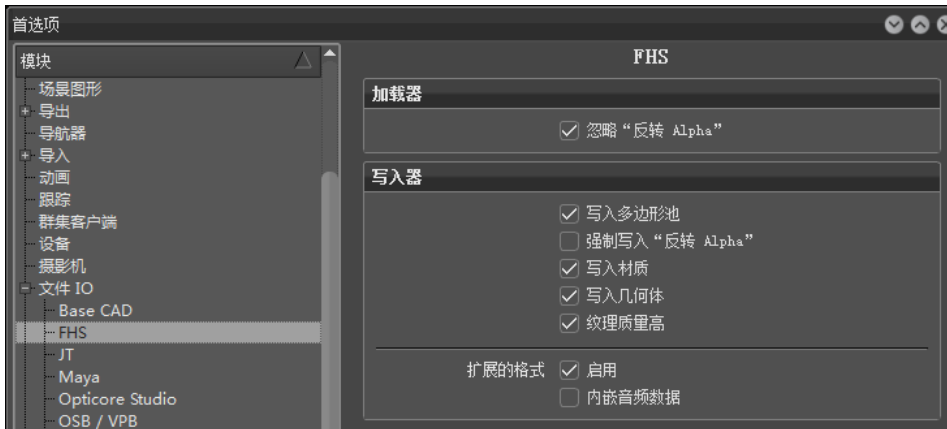 首选项
模块
场景图形
导出
导航器
导入
动画
跟踪
群集客户端
设备
摄影机
文件 IO
Base CAD
FHS
JT
Maya
Opticore Studio
OSB / VPB
FHS
加载器
忽略“反转 Alpha”
写入器
写入多边形池
强制写入“反转 Alpha”
写入材质
写入几何体
纹理质量高
扩展的格式 启用
内嵌音频数据